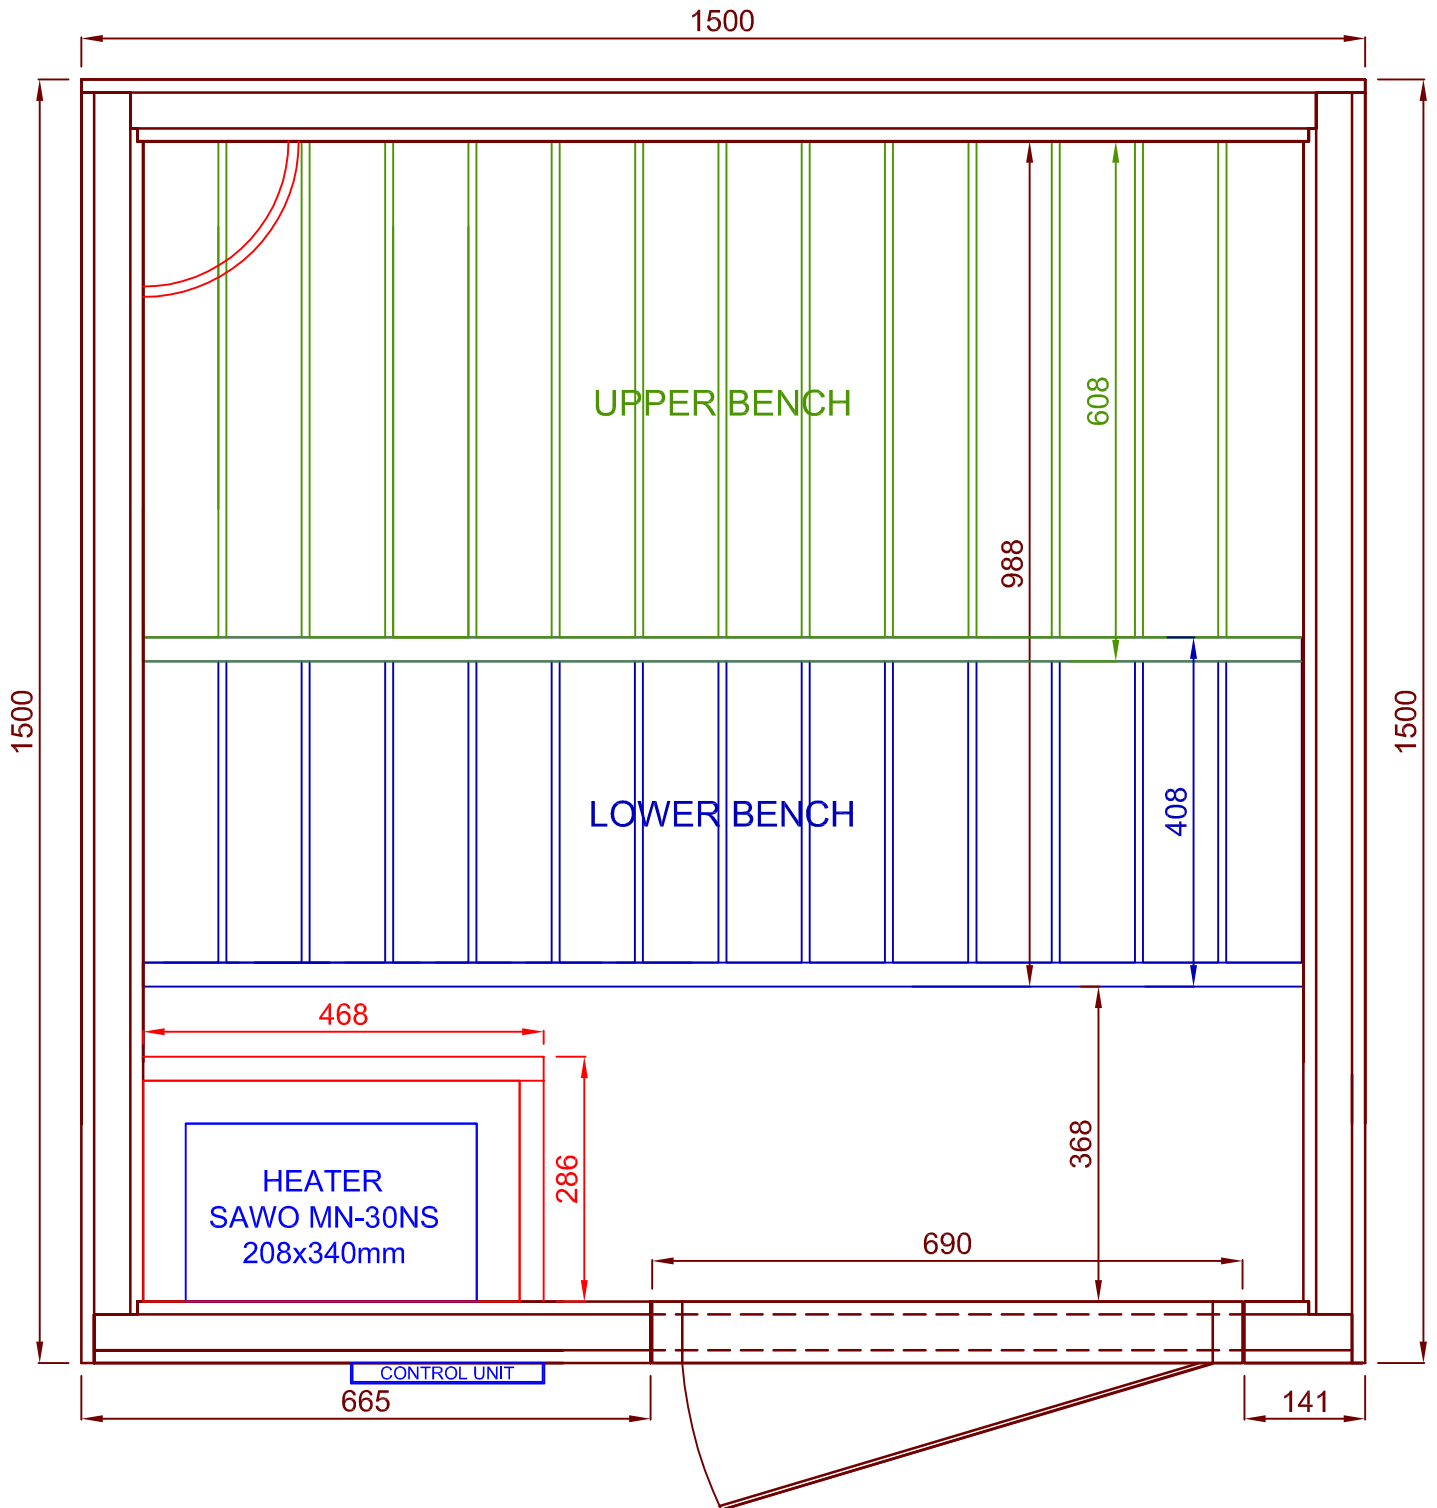 1500
UPPER BENCH
608
988
1500
1500
LOWER BENCH
408
468
368
286
HEATER
SAWO MN-30NS
208x340mm
690
CONTROL UNIT
665
141